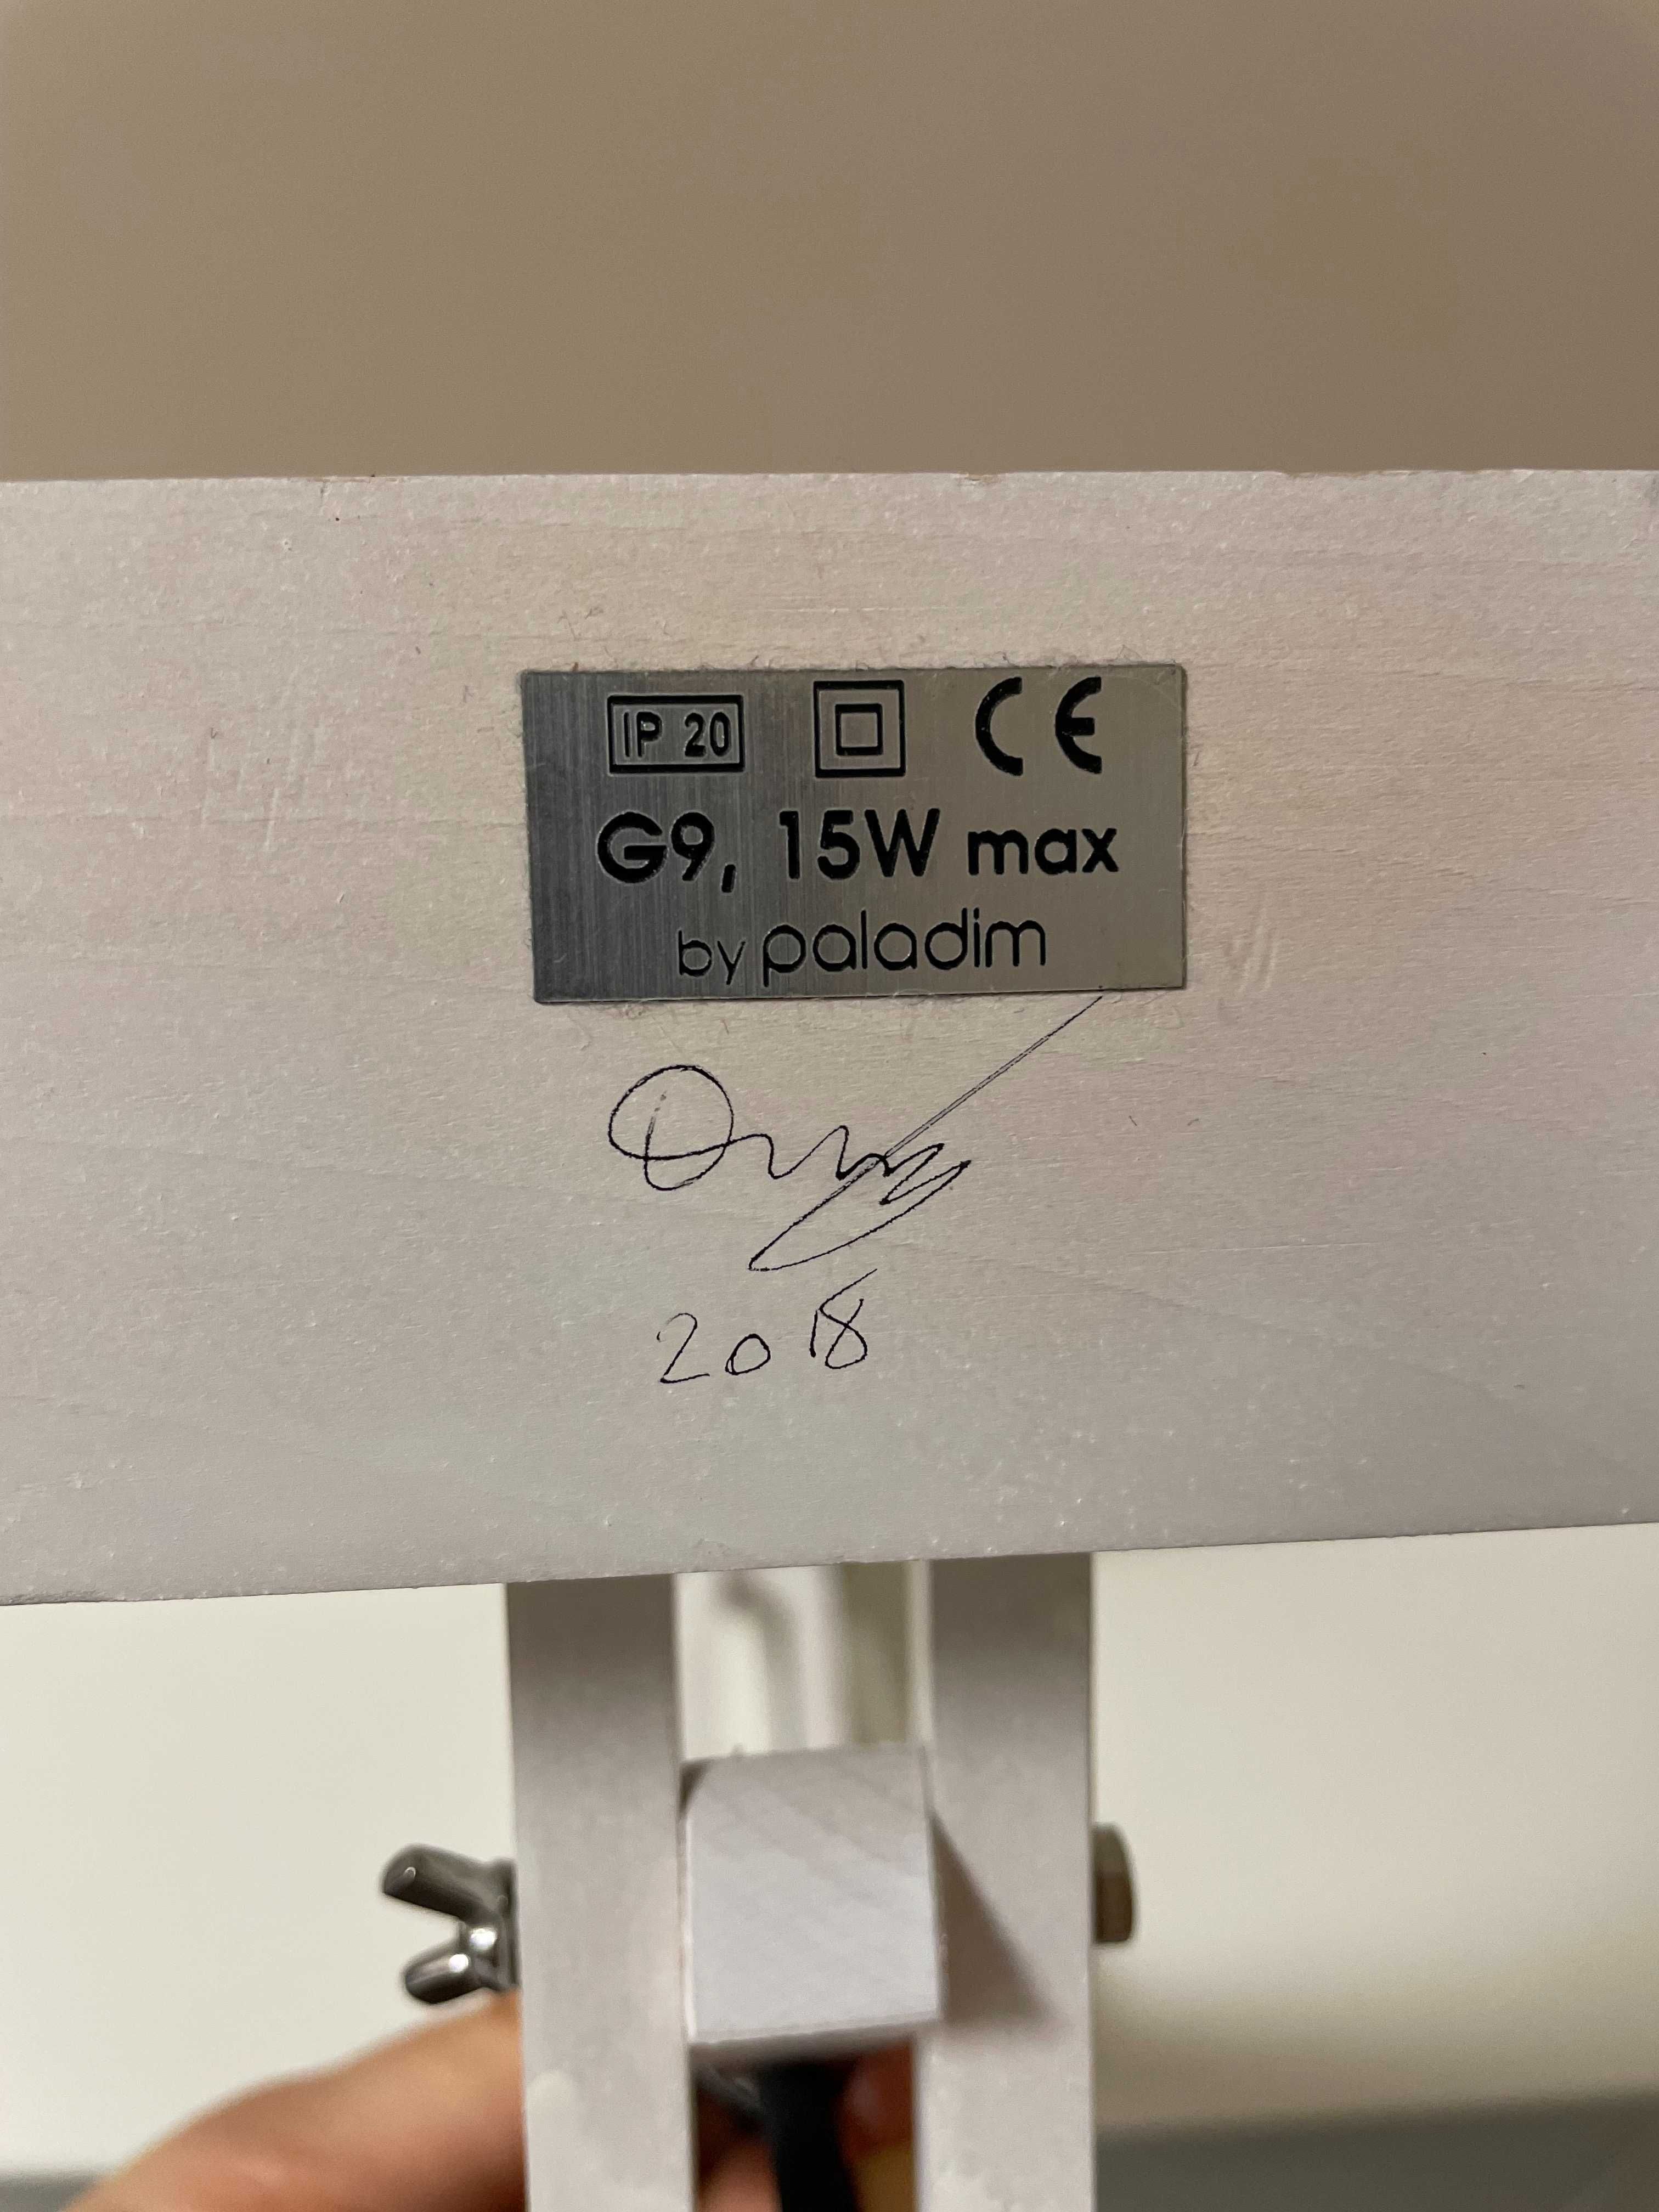 IP 20 CE
G9, 15W max
by paladim
2018